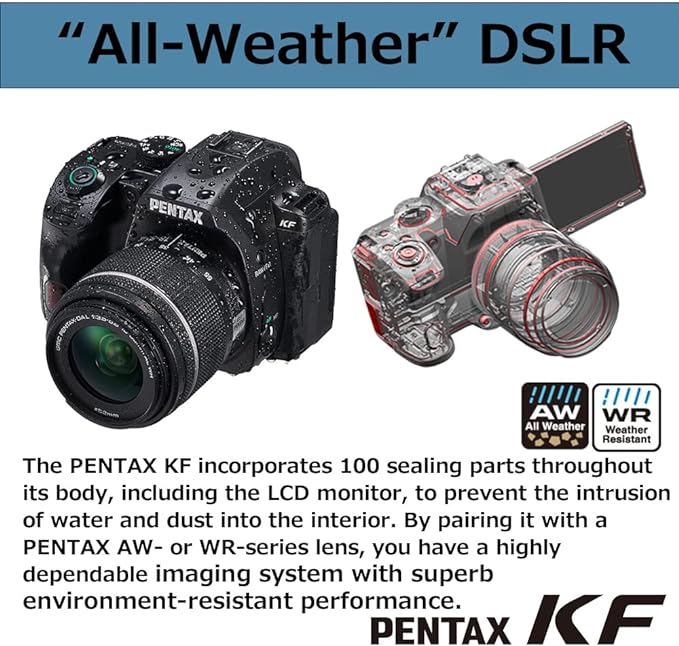 “All-Weather” DSLR
PENTAX
KF
AW
All Weather
WR
Weather
Resistant
The PENTAX KF incorporates 100 sealing parts throughout
its body, including the LCD monitor, to prevent the intrusion
of water and dust into the interior. By pairing it with a
PENTAX AW- or WR-series lens, you have a highly
dependable imaging system with superb
environment-resistant performance.
PENTAX KF